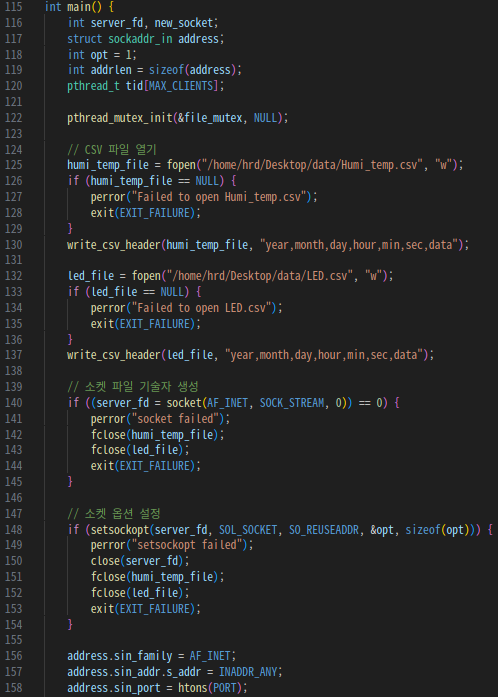 115 int main() {
116     int server_fd, new_socket;
117     struct sockaddr_in address;
118     int opt = 1;
119     int addrlen = sizeof(address);
120     pthread_t tid[MAX_CLIENTS];
121
122     pthread_mutex_init(&file_mutex, NULL);
123
124     // CSV 파일 열기
125     humi_temp_file = fopen("/home/hrd/Desktop/data/Humi_temp.csv", "w");
126     if (humi_temp_file == NULL) {
127         perror("Failed to open Humi_temp.csv");
128         exit(EXIT_FAILURE);
129     }
130     write_csv_header(humi_temp_file, "year,month,day,hour,min,sec,data");
131
132     led_file = fopen("/home/hrd/Desktop/data/LED.csv", "w");
133     if (led_file == NULL) {
134         perror("Failed to open LED.csv");
135         exit(EXIT_FAILURE);
136     }
137     write_csv_header(led_file, "year,month,day,hour,min,sec,data");
138
139     // 소켓 파일 기술자 생성
140     if ((server_fd = socket(AF_INET, SOCK_STREAM, 0)) == 0) {
141         perror("socket failed");
142         fclose(humi_temp_file);
143         fclose(led_file);
144         exit(EXIT_FAILURE);
145     }
146
147     // 소켓 옵션 설정
148     if (setsockopt(server_fd, SOL_SOCKET, SO_REUSEADDR, &opt, sizeof(opt))) {
149         perror("setsockopt failed");
150         close(server_fd);
151         fclose(humi_temp_file);
152         fclose(led_file);
153         exit(EXIT_FAILURE);
154     }
155
156     address.sin_family = AF_INET;
157     address.sin_addr.s_addr = INADDR_ANY;
158     address.sin_port = htons(PORT);